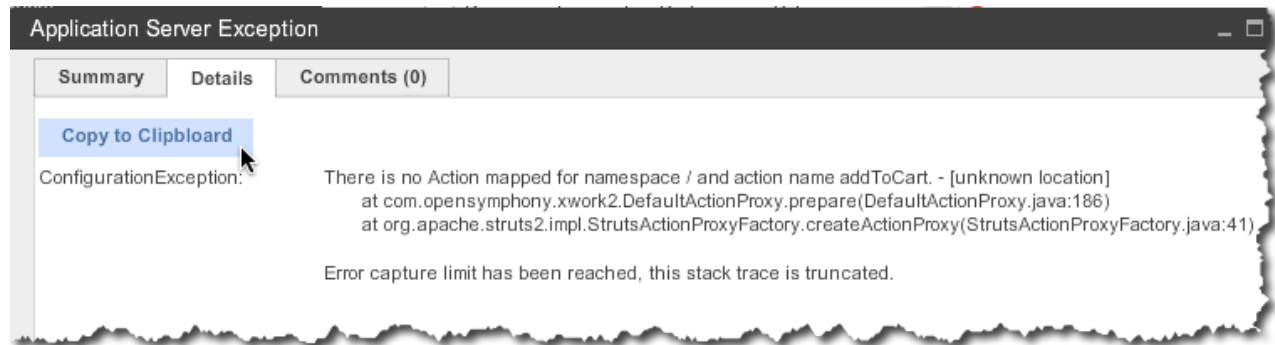 Application Server Exception
Summary Details Comments (0)
Copy to Clipbloard
ConfigurationException: There is no Action mapped for namespace / and action name addToCart. - [unknown location]
at com.opensymphony.xwork2.DefaultActionProxy.prepare(DefaultActionProxy.java:186)
at org.apache.struts2.impl.StrutsActionProxyFactory.createActionProxy(StrutsActionProxyFactory.java:41)
Error capture limit has been reached, this stack trace is truncated.